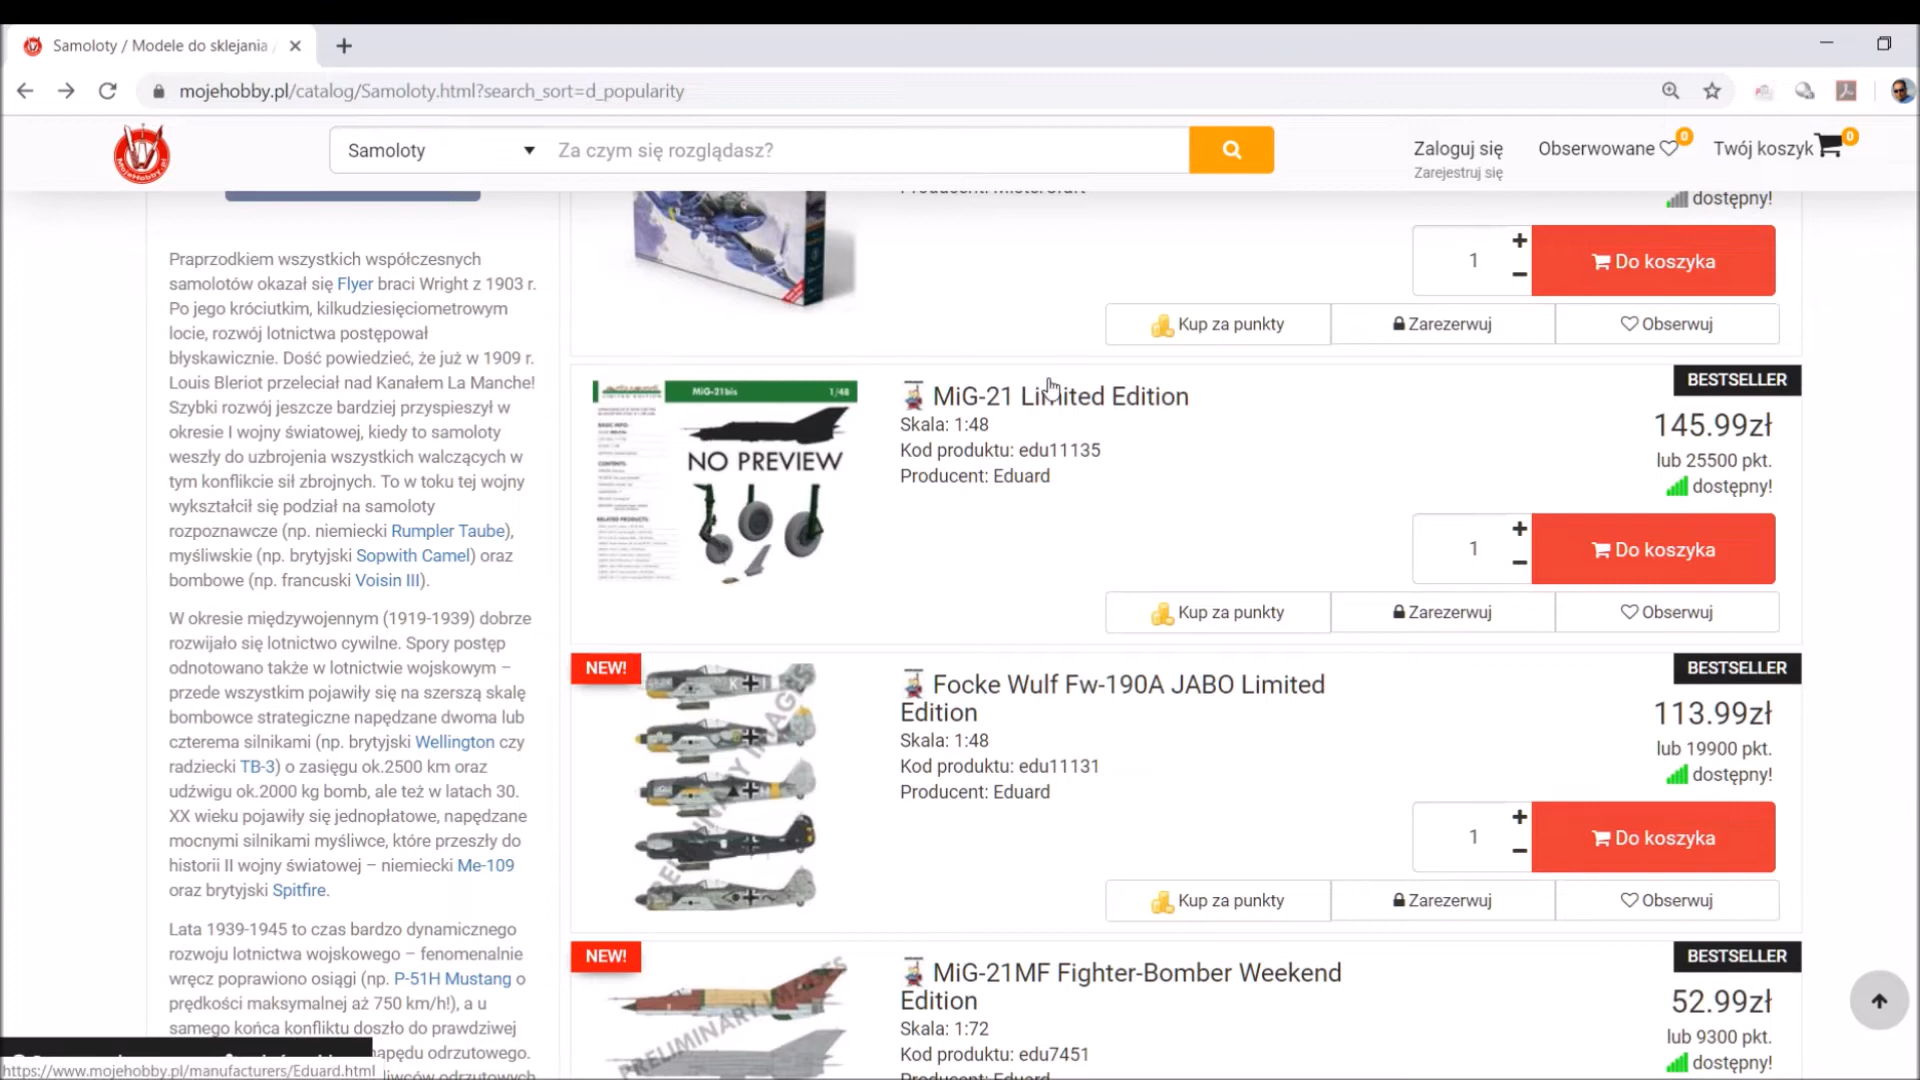 Samoloty / Modele do sklejania /
mojehobby.pl/catalog/Samoloty.html?search_sort=d_popularity
Samoloty
Za czym się rozglądasz?
Zaloguj się
Zarejestruj się
Obserwowane
0
Twój koszyk
0
MojeHobby.pl
Praprzodkiem wszystkich współczesnych
samolotów okazał się Flyer braci Wright z 1903 r.
Po jego króciutkim, kilkudziesięciometrowym
locie, rozwój lotnictwa postępował
błyskawicznie. Dość powiedzieć, że już w 1909 r.
Louis Bleriot przeleciał nad Kanałem La Manche!
Szybki rozwój jeszcze bardziej przyspieszył w
okresie I wojny światowej, kiedy to samoloty
weszły do uzbrojenia wszystkich walczących w
tym konflikcie sił zbrojnych. To w toku tej wojny
wykształcił się podział na samoloty
rozpoznawcze (np. niemiecki Rumpler Taube),
myśliwskie (np. brytyjski Sopwith Camel) oraz
bombowe (np. francuski Voisin III).
W okresie międzywojennym (1919-1939) dobrze
rozwijało się lotnictwo cywilne. Spory postęp
odnotowano także w lotnictwie wojskowym –
przede wszystkim pojawiły się na szerszą skalę
bombowce strategiczne napędzane dwoma lub
czterema silnikami (np. brytyjski Wellington czy
radziecki TB-3) o zasięgu ok.2500 km oraz
udźwigu ok.2000 kg bomb, ale też w latach 30.
XX wieku pojawiły się jednopłatowe, napędzane
mocnymi silnikami myśliwce, które przeszły do
historii II wojny światowej – niemiecki Me-109
oraz brytyjski Spitfire.
Lata 1939-1945 to czas bardzo dynamicznego
rozwoju lotnictwa wojskowego – fenomenalnie
wręcz poprawiono osiągi (np. P-51H Mustang o
prędkości maksymalnej aż 750 km/h!), a u
samego końca konfliktu doszło do prawdziwej
napędu odrzutowego.
https://www.mojehobby.pl/manufacturers/Eduard.html
Producent: MisterCraft
dostępny!
1
+
−
Do koszyka
Kup za punkty
Zarezerwuj
Obserwuj
MiG-21bis
1/48
NO PREVIEW
MiG-21 Limited Edition
Skala: 1:48
Kod produktu: edu11135
Producent: Eduard
BESTSELLER
145.99zł
lub 25500 pkt.
dostępny!
1
+
−
Do koszyka
Kup za punkty
Zarezerwuj
Obserwuj
NEW!
PRELIMINARY IMAGES
Focke Wulf Fw-190A JABO Limited
Edition
Skala: 1:48
Kod produktu: edu11131
Producent: Eduard
BESTSELLER
113.99zł
lub 19900 pkt.
dostępny!
1
+
−
Do koszyka
Kup za punkty
Zarezerwuj
Obserwuj
NEW!
PRELIMINARY IMAGES
MiG-21MF Fighter-Bomber Weekend
Edition
Skala: 1:72
Kod produktu: edu7451
Producent: Eduard
BESTSELLER
52.99zł
lub 9300 pkt.
dostępny!